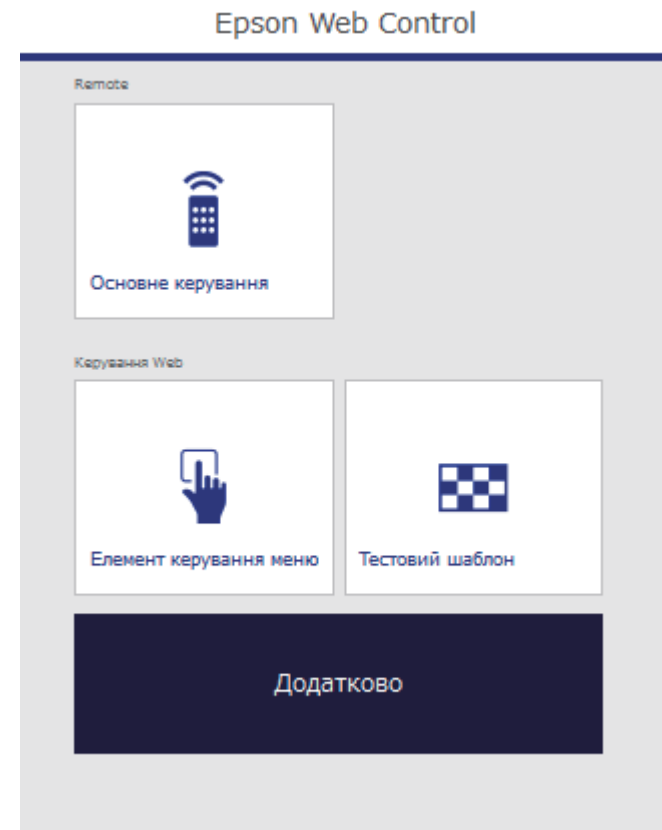 Epson Web Control
Remote
Основне керування
Керування Web
Елемент керування меню
Тестовий шаблон
Додатково